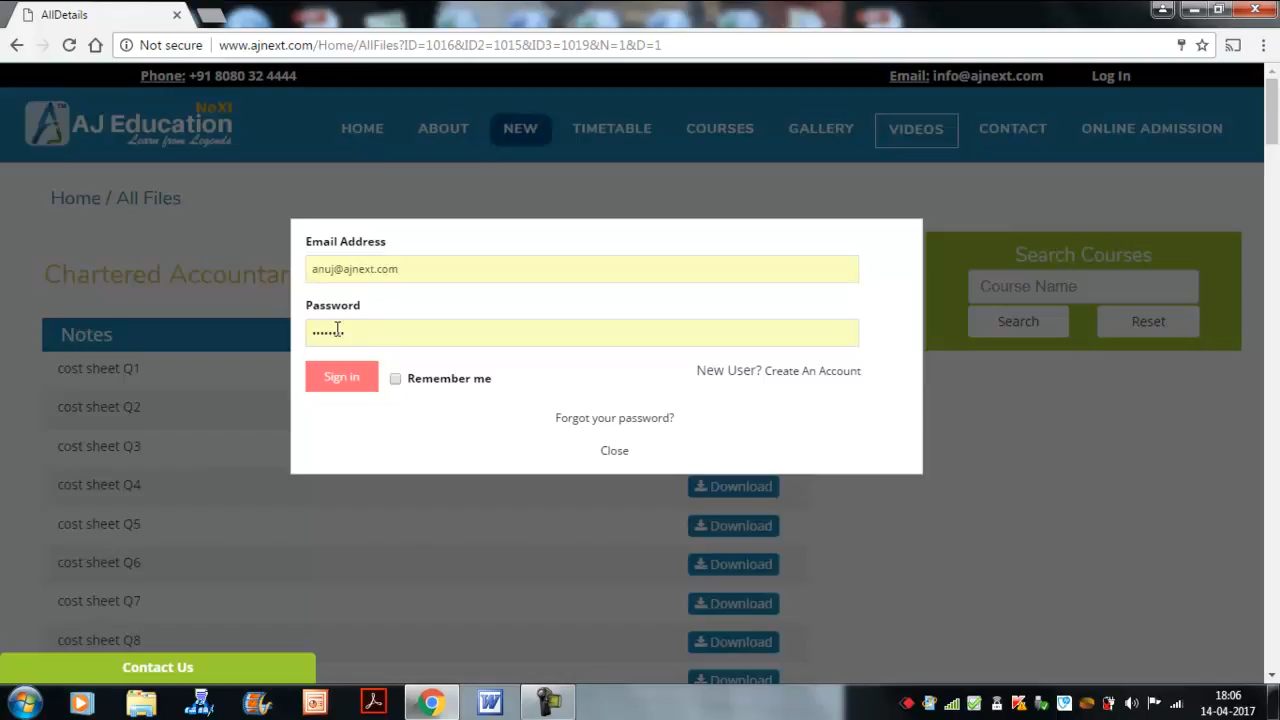 AllDetails
Not secure
www.ajnext.com/Home/AllFiles?ID=1016&ID2=1015&ID3=1019&N=1&D=1
Phone: +91 8080 32 4444
Email: info@ajnext.com
Log In
NeXt
AJ Education
Learn from Legends
HOME
ABOUT
NEW
TIMETABLE
COURSES
GALLERY
VIDEOS
CONTACT
ONLINE ADMISSION
Home / All Files
Chartered Accountan
Notes
cost sheet Q1
cost sheet Q2
cost sheet Q3
cost sheet Q4
Download
cost sheet Q5
Download
cost sheet Q6
Download
cost sheet Q7
Download
cost sheet Q8
Download
Download
Email Address
anuj@ajnext.com
Password
Sign in
Remember me
New User? Create An Account
Forgot your password?
Close
Search Courses
Course Name
Search
Reset
Contact Us
18:06
14-04-2017